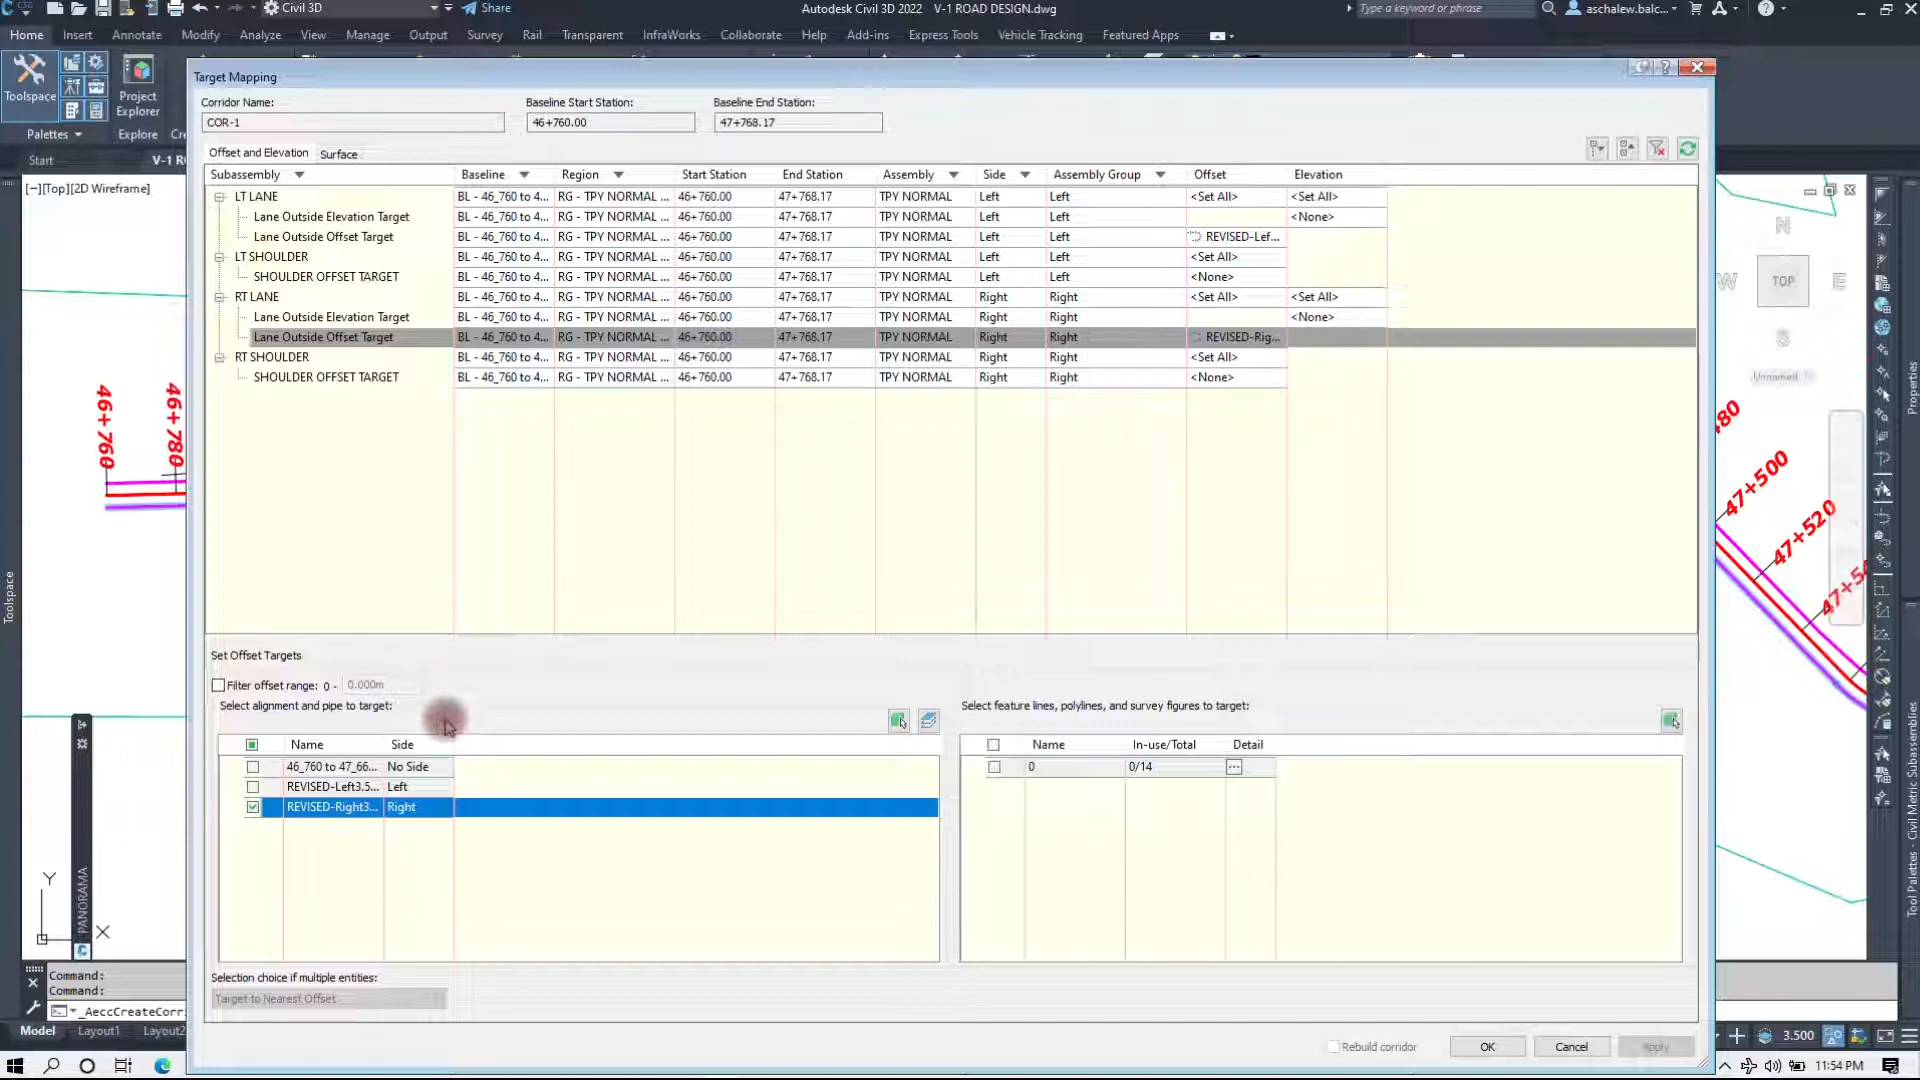 Civil 3D
Share
Autodesk Civil 3D 2022 V-1 ROAD DESIGN.dwg
Type a keyword or phrase
aschalew.balc...
Home Insert Annotate Modify Analyze View Manage Output Survey Rail Transparent InfraWorks Collaborate Help Add-ins Express Tools Vehicle Tracking Featured Apps
Toolspace
Project Explorer
Palettes
Explore
Start
[−][Top][2D Wireframe]
Target Mapping
Corridor Name:
Baseline Start Station:
Baseline End Station:
COR-1
46+760.00
47+768.17
Offset and Elevation
Surface
Subassembly Baseline Region Start Station End Station Assembly Side Assembly Group Offset Elevation
LT LANE BL - 46_760 to 4... RG - TPY NORMAL ... 46+760.00 47+768.17 TPY NORMAL Left Left <Set All> <Set All>
Lane Outside Elevation Target BL - 46_760 to 4... RG - TPY NORMAL ... 46+760.00 47+768.17 TPY NORMAL Left Left <None>
Lane Outside Offset Target BL - 46_760 to 4... RG - TPY NORMAL ... 46+760.00 47+768.17 TPY NORMAL Left Left REVISED-Lef...
LT SHOULDER BL - 46_760 to 4... RG - TPY NORMAL ... 46+760.00 47+768.17 TPY NORMAL Left Left <Set All>
SHOULDER OFFSET TARGET BL - 46_760 to 4... RG - TPY NORMAL ... 46+760.00 47+768.17 TPY NORMAL Left Left <None>
RT LANE BL - 46_760 to 4... RG - TPY NORMAL ... 46+760.00 47+768.17 TPY NORMAL Right Right <Set All> <Set All>
Lane Outside Elevation Target BL - 46_760 to 4... RG - TPY NORMAL ... 46+760.00 47+768.17 TPY NORMAL Right Right <None>
Lane Outside Offset Target BL - 46_760 to 4... RG - TPY NORMAL ... 46+760.00 47+768.17 TPY NORMAL Right Right REVISED-Rig...
RT SHOULDER BL - 46_760 to 4... RG - TPY NORMAL ... 46+760.00 47+768.17 TPY NORMAL Right Right <Set All>
SHOULDER OFFSET TARGET BL - 46_760 to 4... RG - TPY NORMAL ... 46+760.00 47+768.17 TPY NORMAL Right Right <None>
Set Offset Targets
Filter offset range: 0 - 0.000m
Select alignment and pipe to target:
Name Side
46_760 to 47_66... No Side
REVISED-Left3.5... Left
REVISED-Right3... Right
Select feature lines, polylines, and survey figures to target:
Name In-use/Total Detail
0 0/14 ...
Selection choice if multiple entities:
Target to Nearest Offset
Rebuild corridor
OK
Cancel
Apply
46+760
46+780
47+500
47+520
N
W
TOP
E
S
Unnamed
Toolspace
PANORAMA
Properties
Tool Palettes - Civil Metric Subassemblies
Y
X
Command:
Command:
_AeccCreateCorr
Model Layout1 Layout2
3.500
11:54 PM